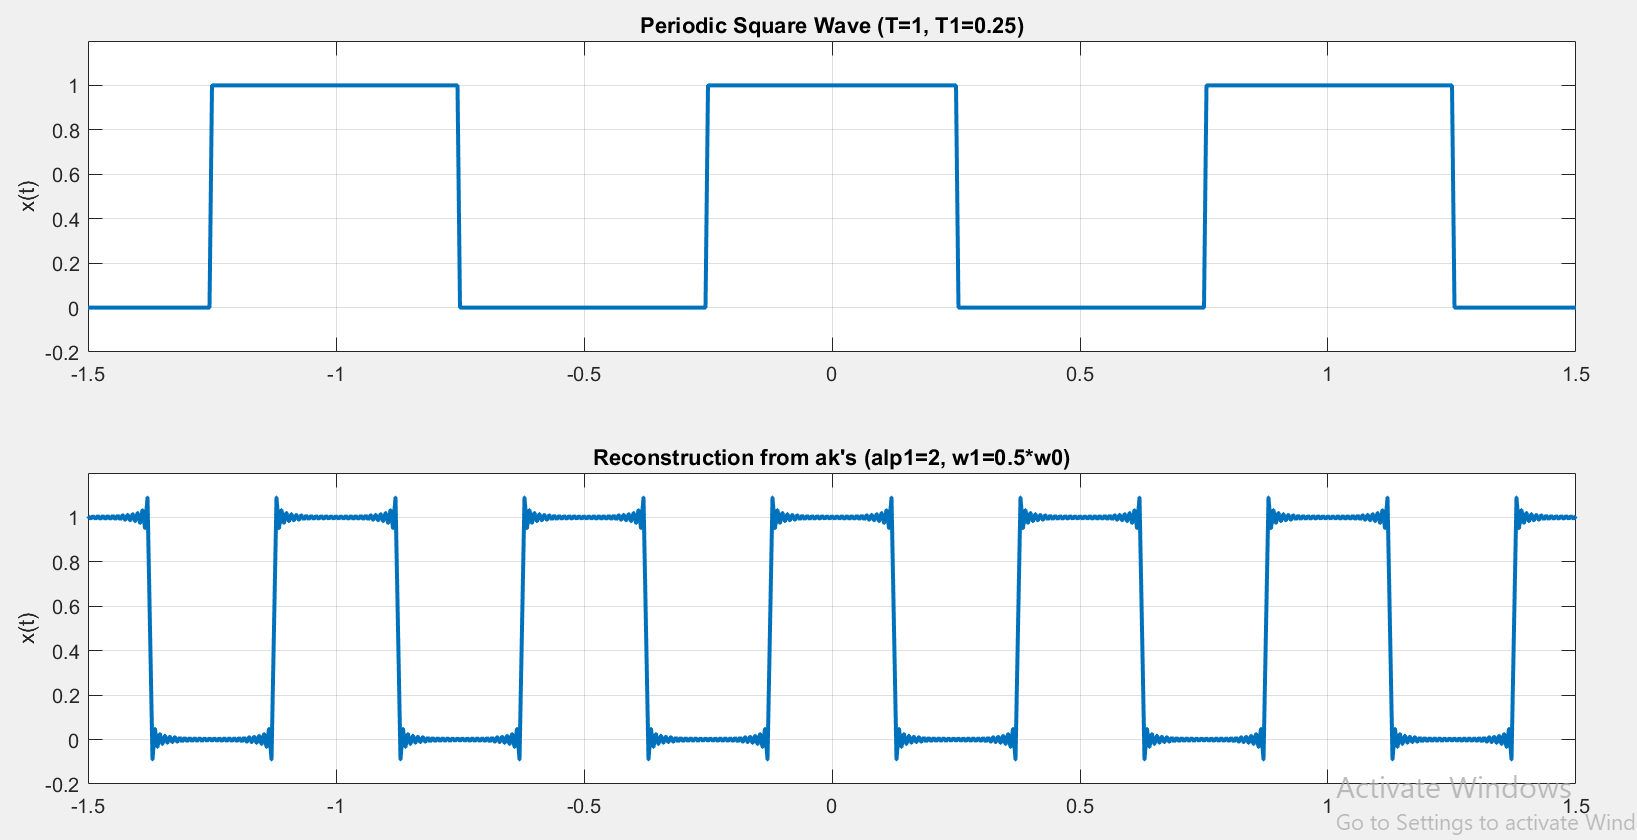 Periodic Square Wave (T=1, T1=0.25)
x(t)
1
0.8
0.6
0.4
0.2
0
-0.2
-1.5 -1 -0.5 0 0.5 1 1.5
Reconstruction from ak's (alp1=2, w1=0.5*w0)
x(t)
1
0.8
0.6
0.4
0.2
0
-0.2
-1.5 -1 -0.5 0 0.5 1 1.5
Activate Windows
Go to Settings to activate Wind